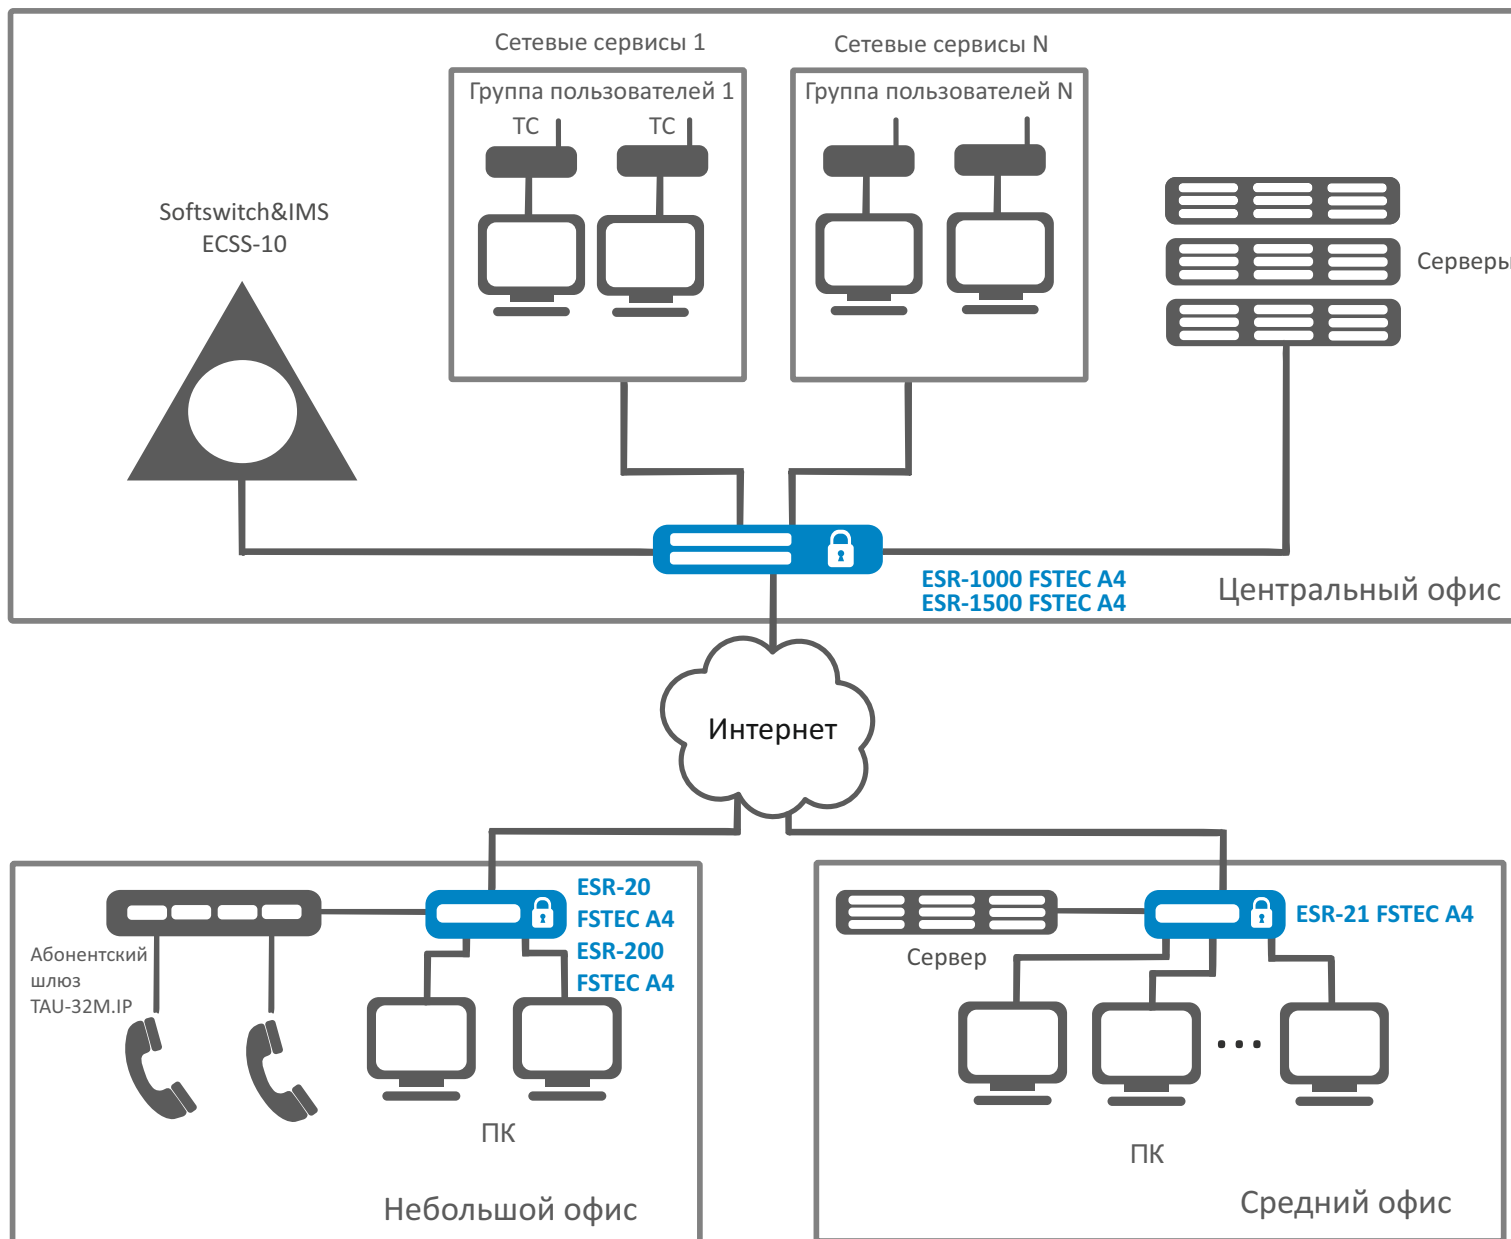 Сетевые сервисы 1
Сетевые сервисы N
Группа пользователей 1
Группа пользователей N
ТС
ТС
Softswitch&IMS
ECSS-10
Серверы
ESR-1000 FSTEC A4
ESR-1500 FSTEC A4
Центральный офис
Интернет
ESR-20
FSTEC A4
ESR-200
FSTEC A4
Абонентский
шлюз
TAU-32M.IP
ПК
Небольшой офис
ESR-21 FSTEC A4
Сервер
ПК
Средний офис